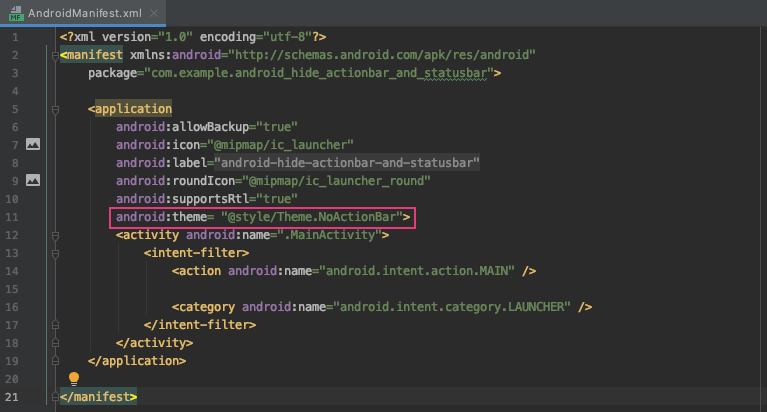 AndroidManifest.xml
1 <?xml version="1.0" encoding="utf-8"?>
2 <manifest xmlns:android="http://schemas.android.com/apk/res/android"
3     package="com.example.android_hide_actionbar_and_statusbar">
4
5     <application
6         android:allowBackup="true"
7         android:icon="@mipmap/ic_launcher"
8         android:label="android-hide-actionbar-and-statusbar"
9         android:roundIcon="@mipmap/ic_launcher_round"
10         android:supportsRtl="true"
11         android:theme= "@style/Theme.NoActionBar">
12         <activity android:name=".MainActivity">
13             <intent-filter>
14                 <action android:name="android.intent.action.MAIN" />
15
16                 <category android:name="android.intent.category.LAUNCHER" />
17             </intent-filter>
18         </activity>
19     </application>
20
21 </manifest>